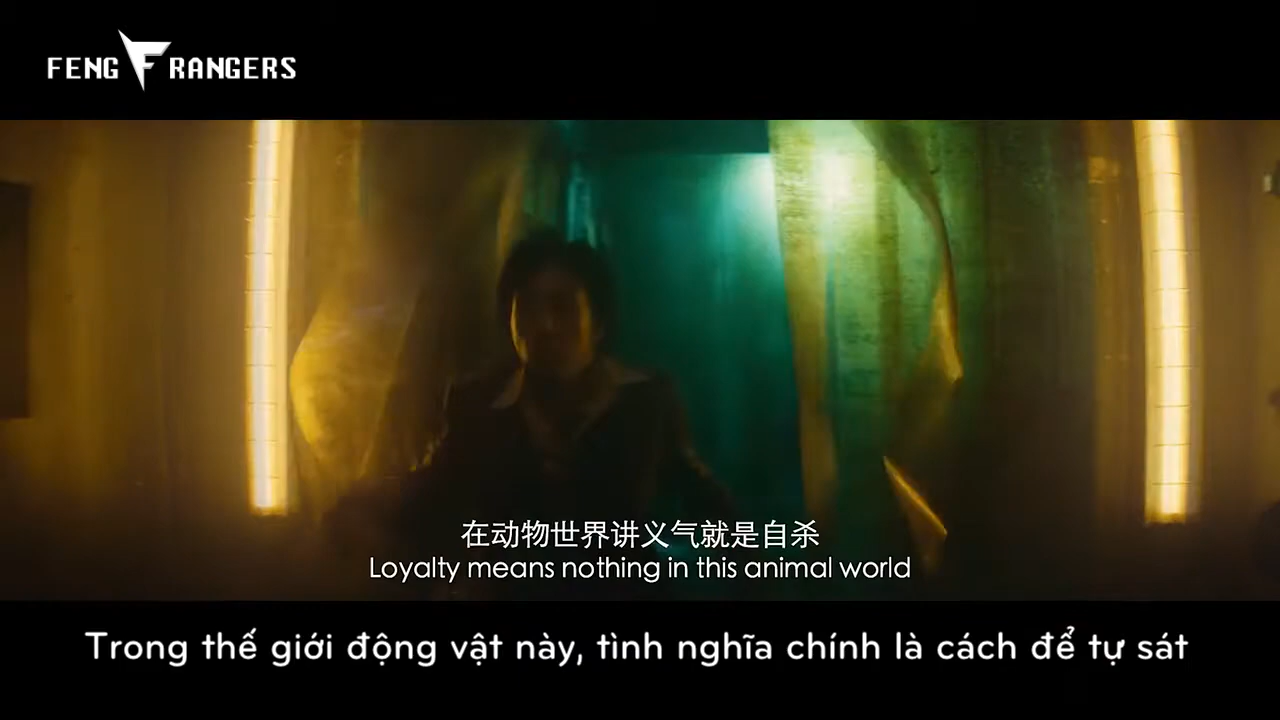 FENG F RANGERS
在动物世界讲义气就是自杀
Loyalty means nothing in this animal world
Trong thế giới động vật này, tình nghĩa chính là cách để tự sát